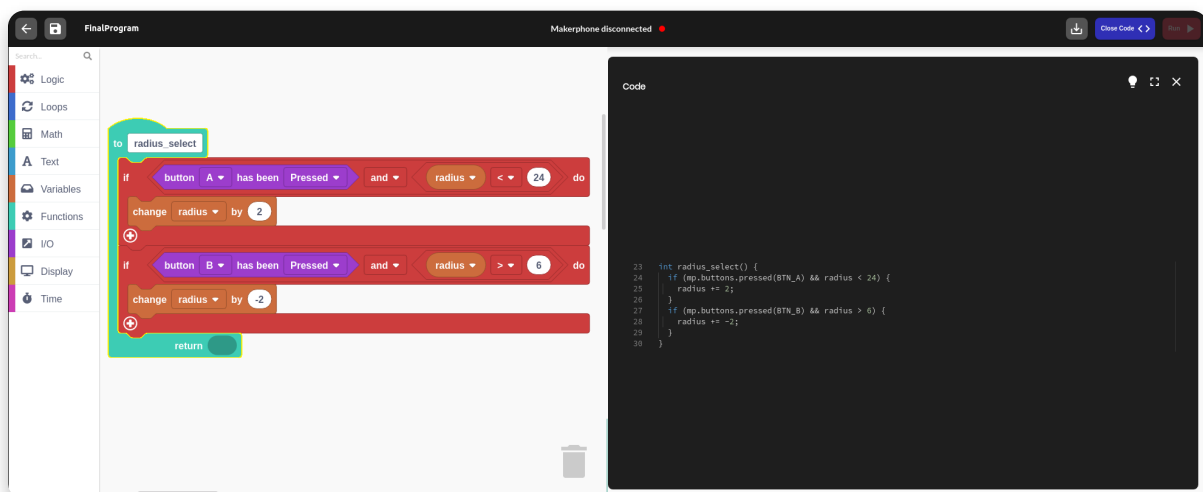 FinalProgram
Makerphone disconnected
Close Code
Run
Search...
Logic
Loops
Math
Text
Variables
Functions
I/O
Display
Time
to radius_select
if button A has been Pressed and radius < 24 do
change radius by 2
if button B has been Pressed and radius > 6 do
change radius by -2
return
Code
23 int radius_select() {
24 if (mp.buttons.pressed(BTN_A) && radius < 24) {
25 radius += 2;
26 }
27 if (mp.buttons.pressed(BTN_B) && radius > 6) {
28 radius += -2;
29 }
30 }